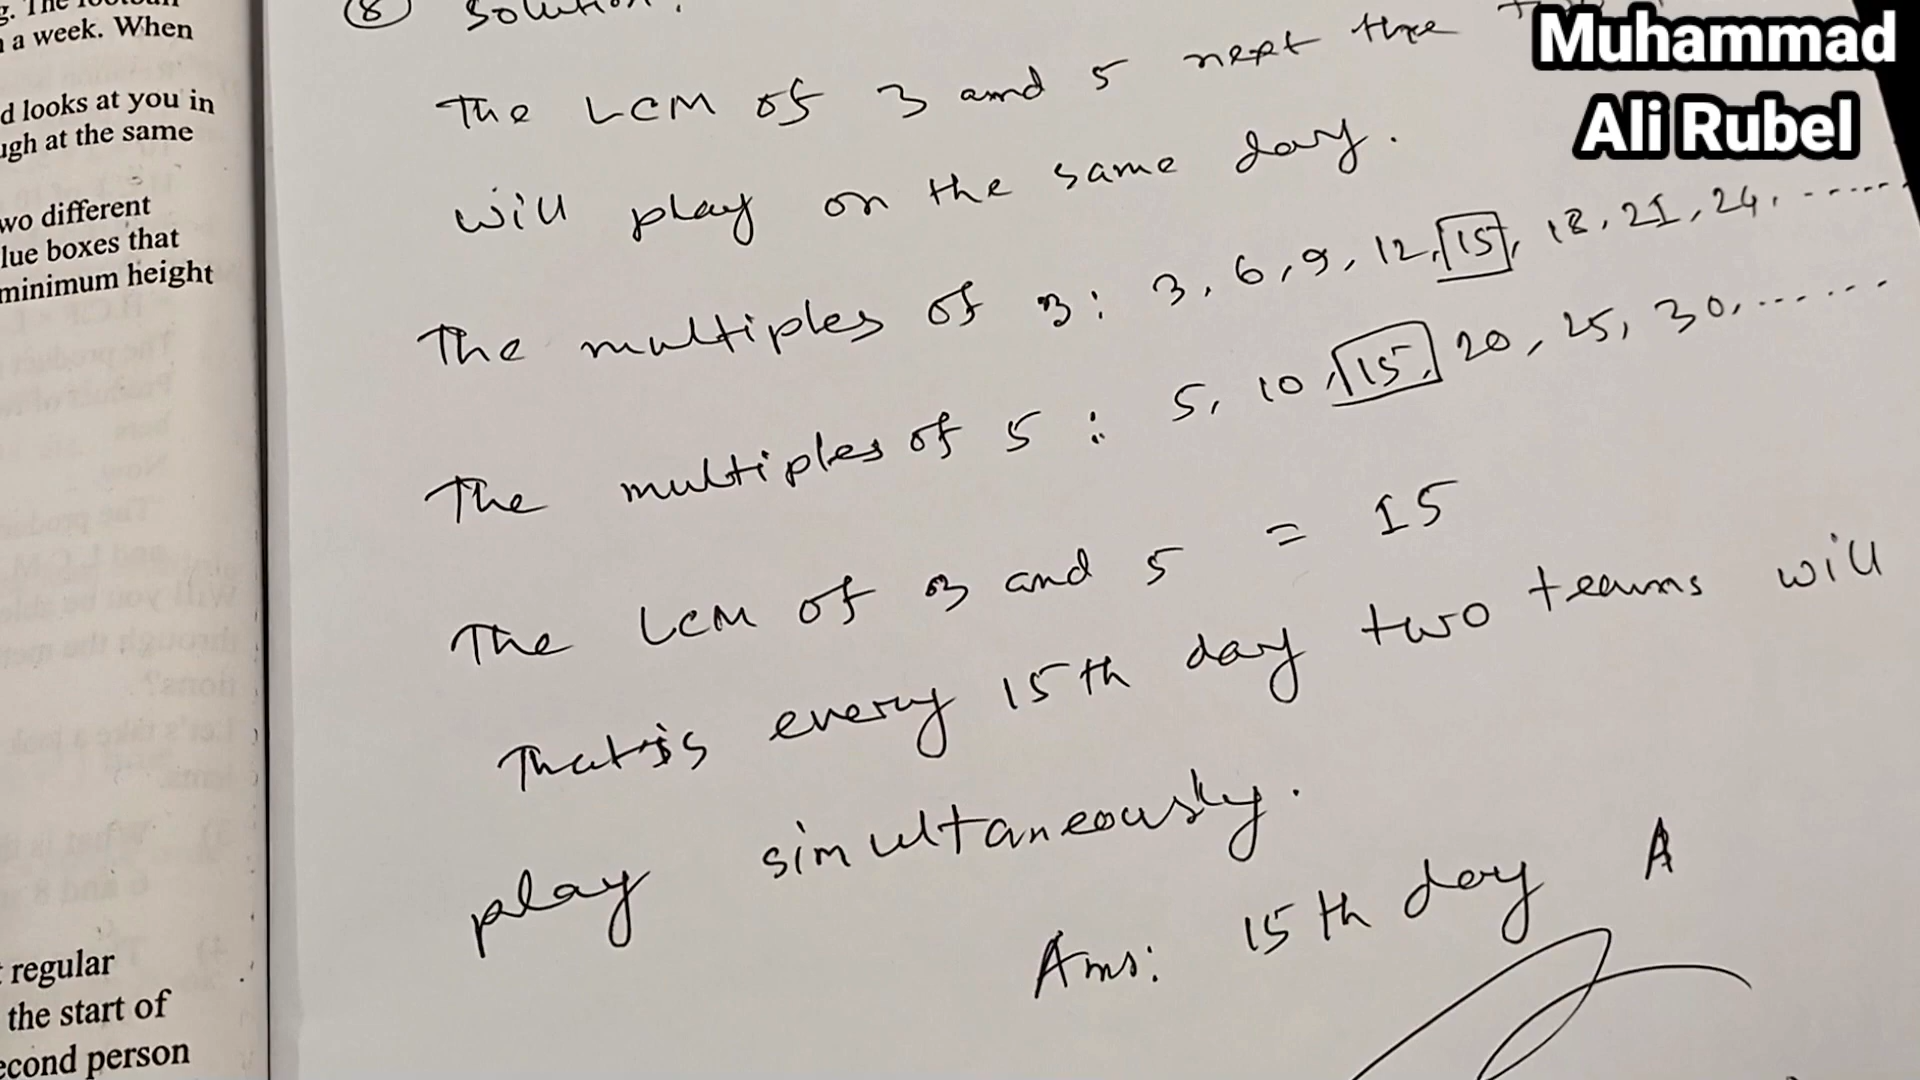 a week. When
d looks at you in
ugh at the same
wo different
lue boxes that
minimum height
regular
the start of
econd person
8 Solution:
The LCM of 3 and 5 next the
will play on the same day.
The multiples of 3: 3, 6, 9, 12, 15, 18, 21, 24, ......
The multiples of 5 : 5, 10, 15, 20, 25, 30, .......
The LCM of 3 and 5 = 15
That is every 15th day two teams will
play simultaneously.
Ans: 15th day A
Muhammad
Ali Rubel